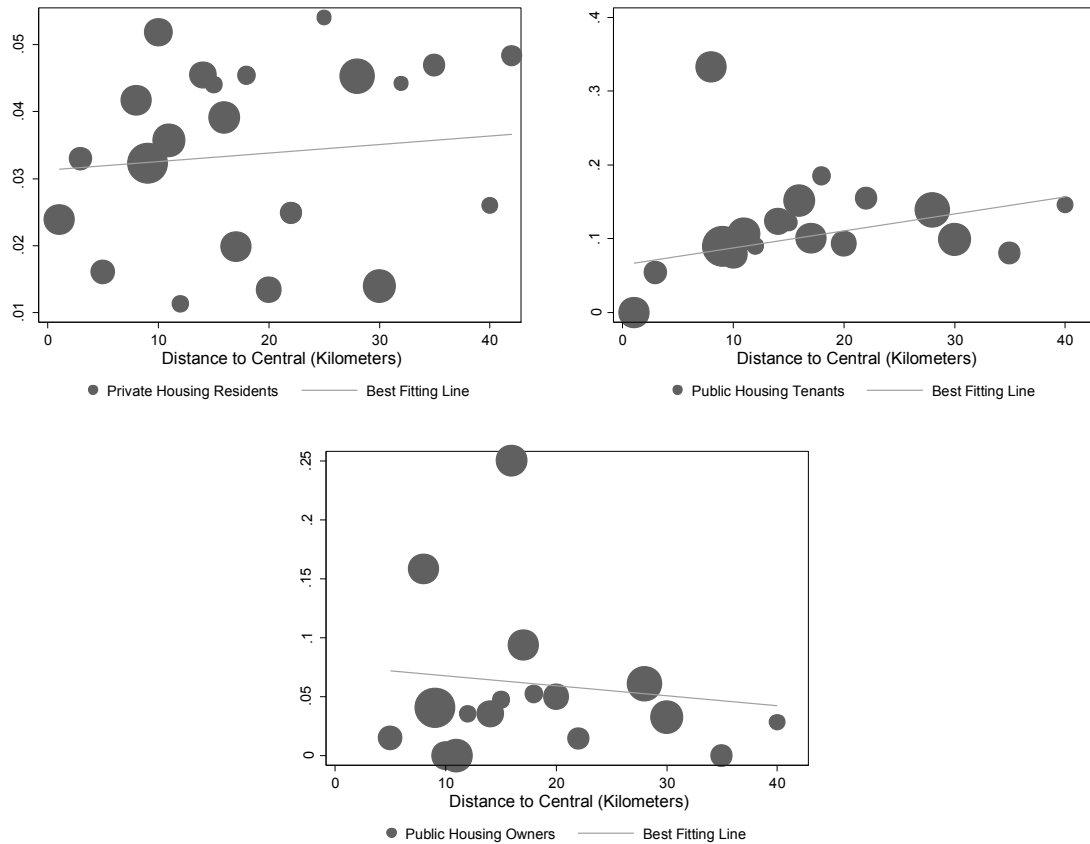 .05
.04
.03
.02
.01
0 10 20 30 40
Distance to Central (Kilometers)
Private Housing Residents Best Fitting Line
.4
.3
.2
.1
0
0 10 20 30 40
Distance to Central (Kilometers)
Public Housing Tenants Best Fitting Line
.25
.2
.15
.1
.05
0
0 10 20 30 40
Distance to Central (Kilometers)
Public Housing Owners Best Fitting Line